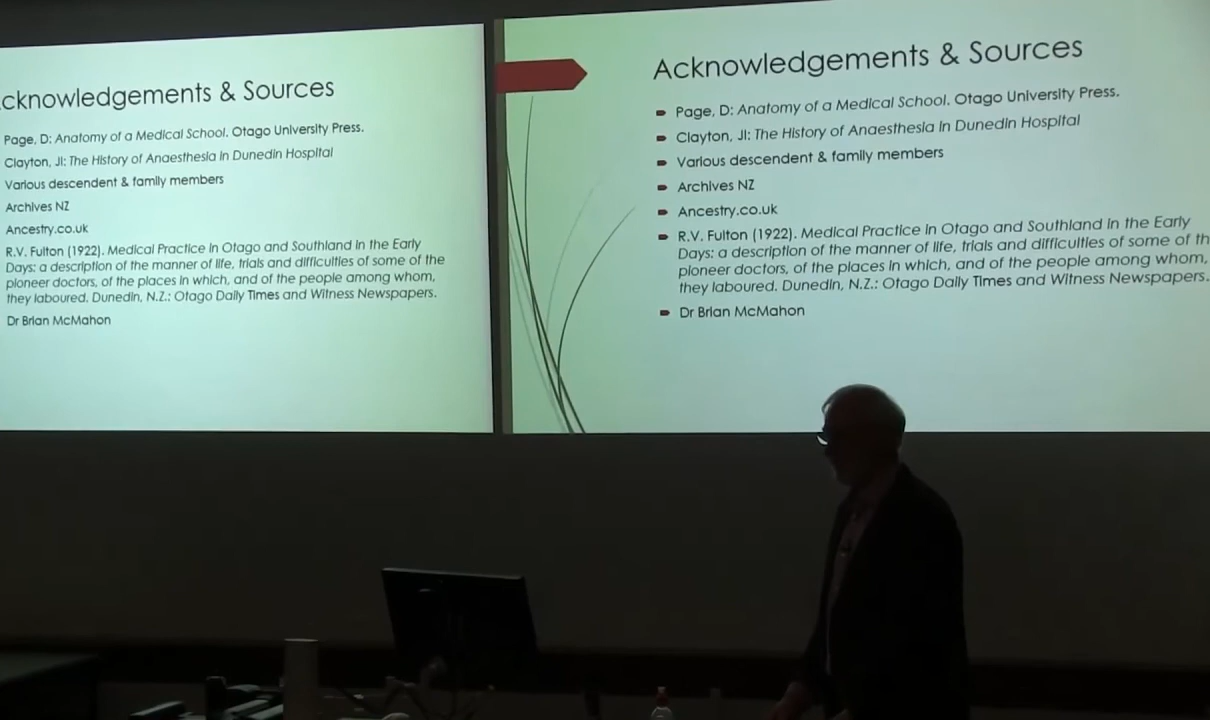 cknowledgements & Sources
Page, D: Anatomy of a Medical School. Otago University Press.
Clayton, JI: The History of Anaesthesia in Dunedin Hospital
Various descendent & family members
Archives NZ
Ancestry.co.uk
R.V. Fulton (1922). Medical Practice in Otago and Southland in the Early
Days: a description of the manner of life, trials and difficulties of some of the
pioneer doctors, of the places in which, and of the people among whom,
they laboured. Dunedin, N.Z.: Otago Daily Times and Witness Newspapers.
Dr Brian McMahon
Acknowledgements & Sources
Page, D: Anatomy of a Medical School. Otago University Press.
Clayton, JI: The History of Anaesthesia in Dunedin Hospital
Various descendent & family members
Archives NZ
Ancestry.co.uk
R.V. Fulton (1922). Medical Practice in Otago and Southland in the Early
Days: a description of the manner of life, trials and difficulties of some of th
pioneer doctors, of the places in which, and of the people among whom,
they laboured. Dunedin, N.Z.: Otago Daily Times and Witness Newspapers.
Dr Brian McMahon